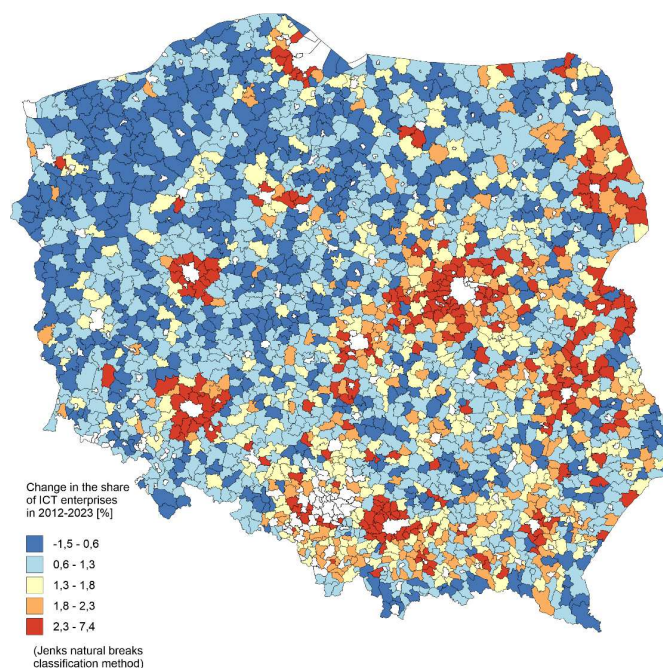 Change in the share
of ICT enterprises
in 2012-2023 [%]
-1,5 - 0,6
0,6 - 1,3
1,3 - 1,8
1,8 - 2,3
2,3 - 7,4
(Jenks natural breaks
classification method)